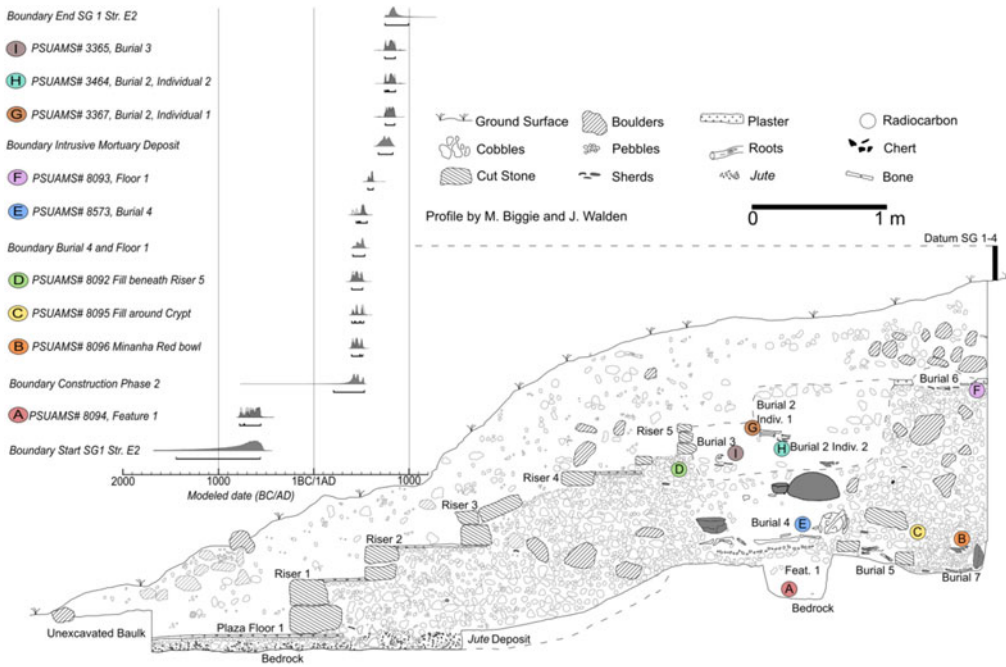 Boundary End SG 1 Str. E2
I PSUAMS# 3365, Burial 3
H PSUAMS# 3464, Burial 2, Individual 2
G PSUAMS# 3367, Burial 2, Individual 1
Boundary Intrusive Mortuary Deposit
F PSUAMS# 8093, Floor 1
E PSUAMS# 8573, Burial 4
Boundary Burial 4 and Floor 1
D PSUAMS# 8092 Fill beneath Riser 5
C PSUAMS# 8095 Fill around Crypt
B PSUAMS# 8096 Minanha Red bowl
Boundary Construction Phase 2
A PSUAMS# 8094, Feature 1
Boundary Start SG1 Str. E2
2000 1000 1BC/1AD 1000
Modeled date (BC/AD)
Ground Surface Boulders Plaster Radiocarbon
Cobbles Pebbles Roots Chert
Cut Stone Sherds Jute Bone
Profile by M. Biggie and J. Walden
0 1 m
Datum SG 1-4
Burial 6
F
Burial 2
Indiv. 1
G
Riser 5
Burial 3
I
H
Burial 2 Indiv. 2
D
Riser 4
Riser 3
Burial 4
E
C
B
Riser 2
Burial 5
Burial 7
Feat. 1
A
Riser 1
Bedrock
Plaza Floor 1
Unexcavated Baulk
Jute Deposit
Bedrock